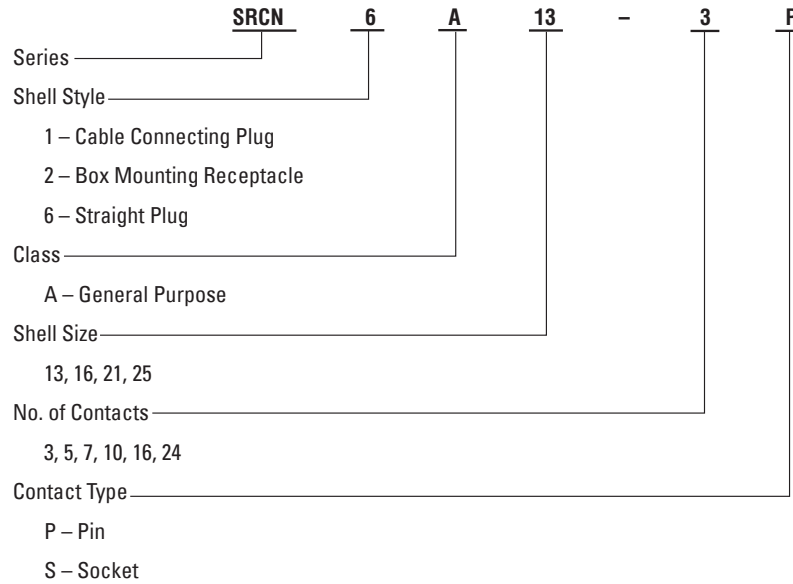 SRCN 6 A 13 – 3 P
Series
Shell Style
1 – Cable Connecting Plug
2 – Box Mounting Receptacle
6 – Straight Plug
Class
A – General Purpose
Shell Size
13, 16, 21, 25
No. of Contacts
3, 5, 7, 10, 16, 24
Contact Type
P – Pin
S – Socket